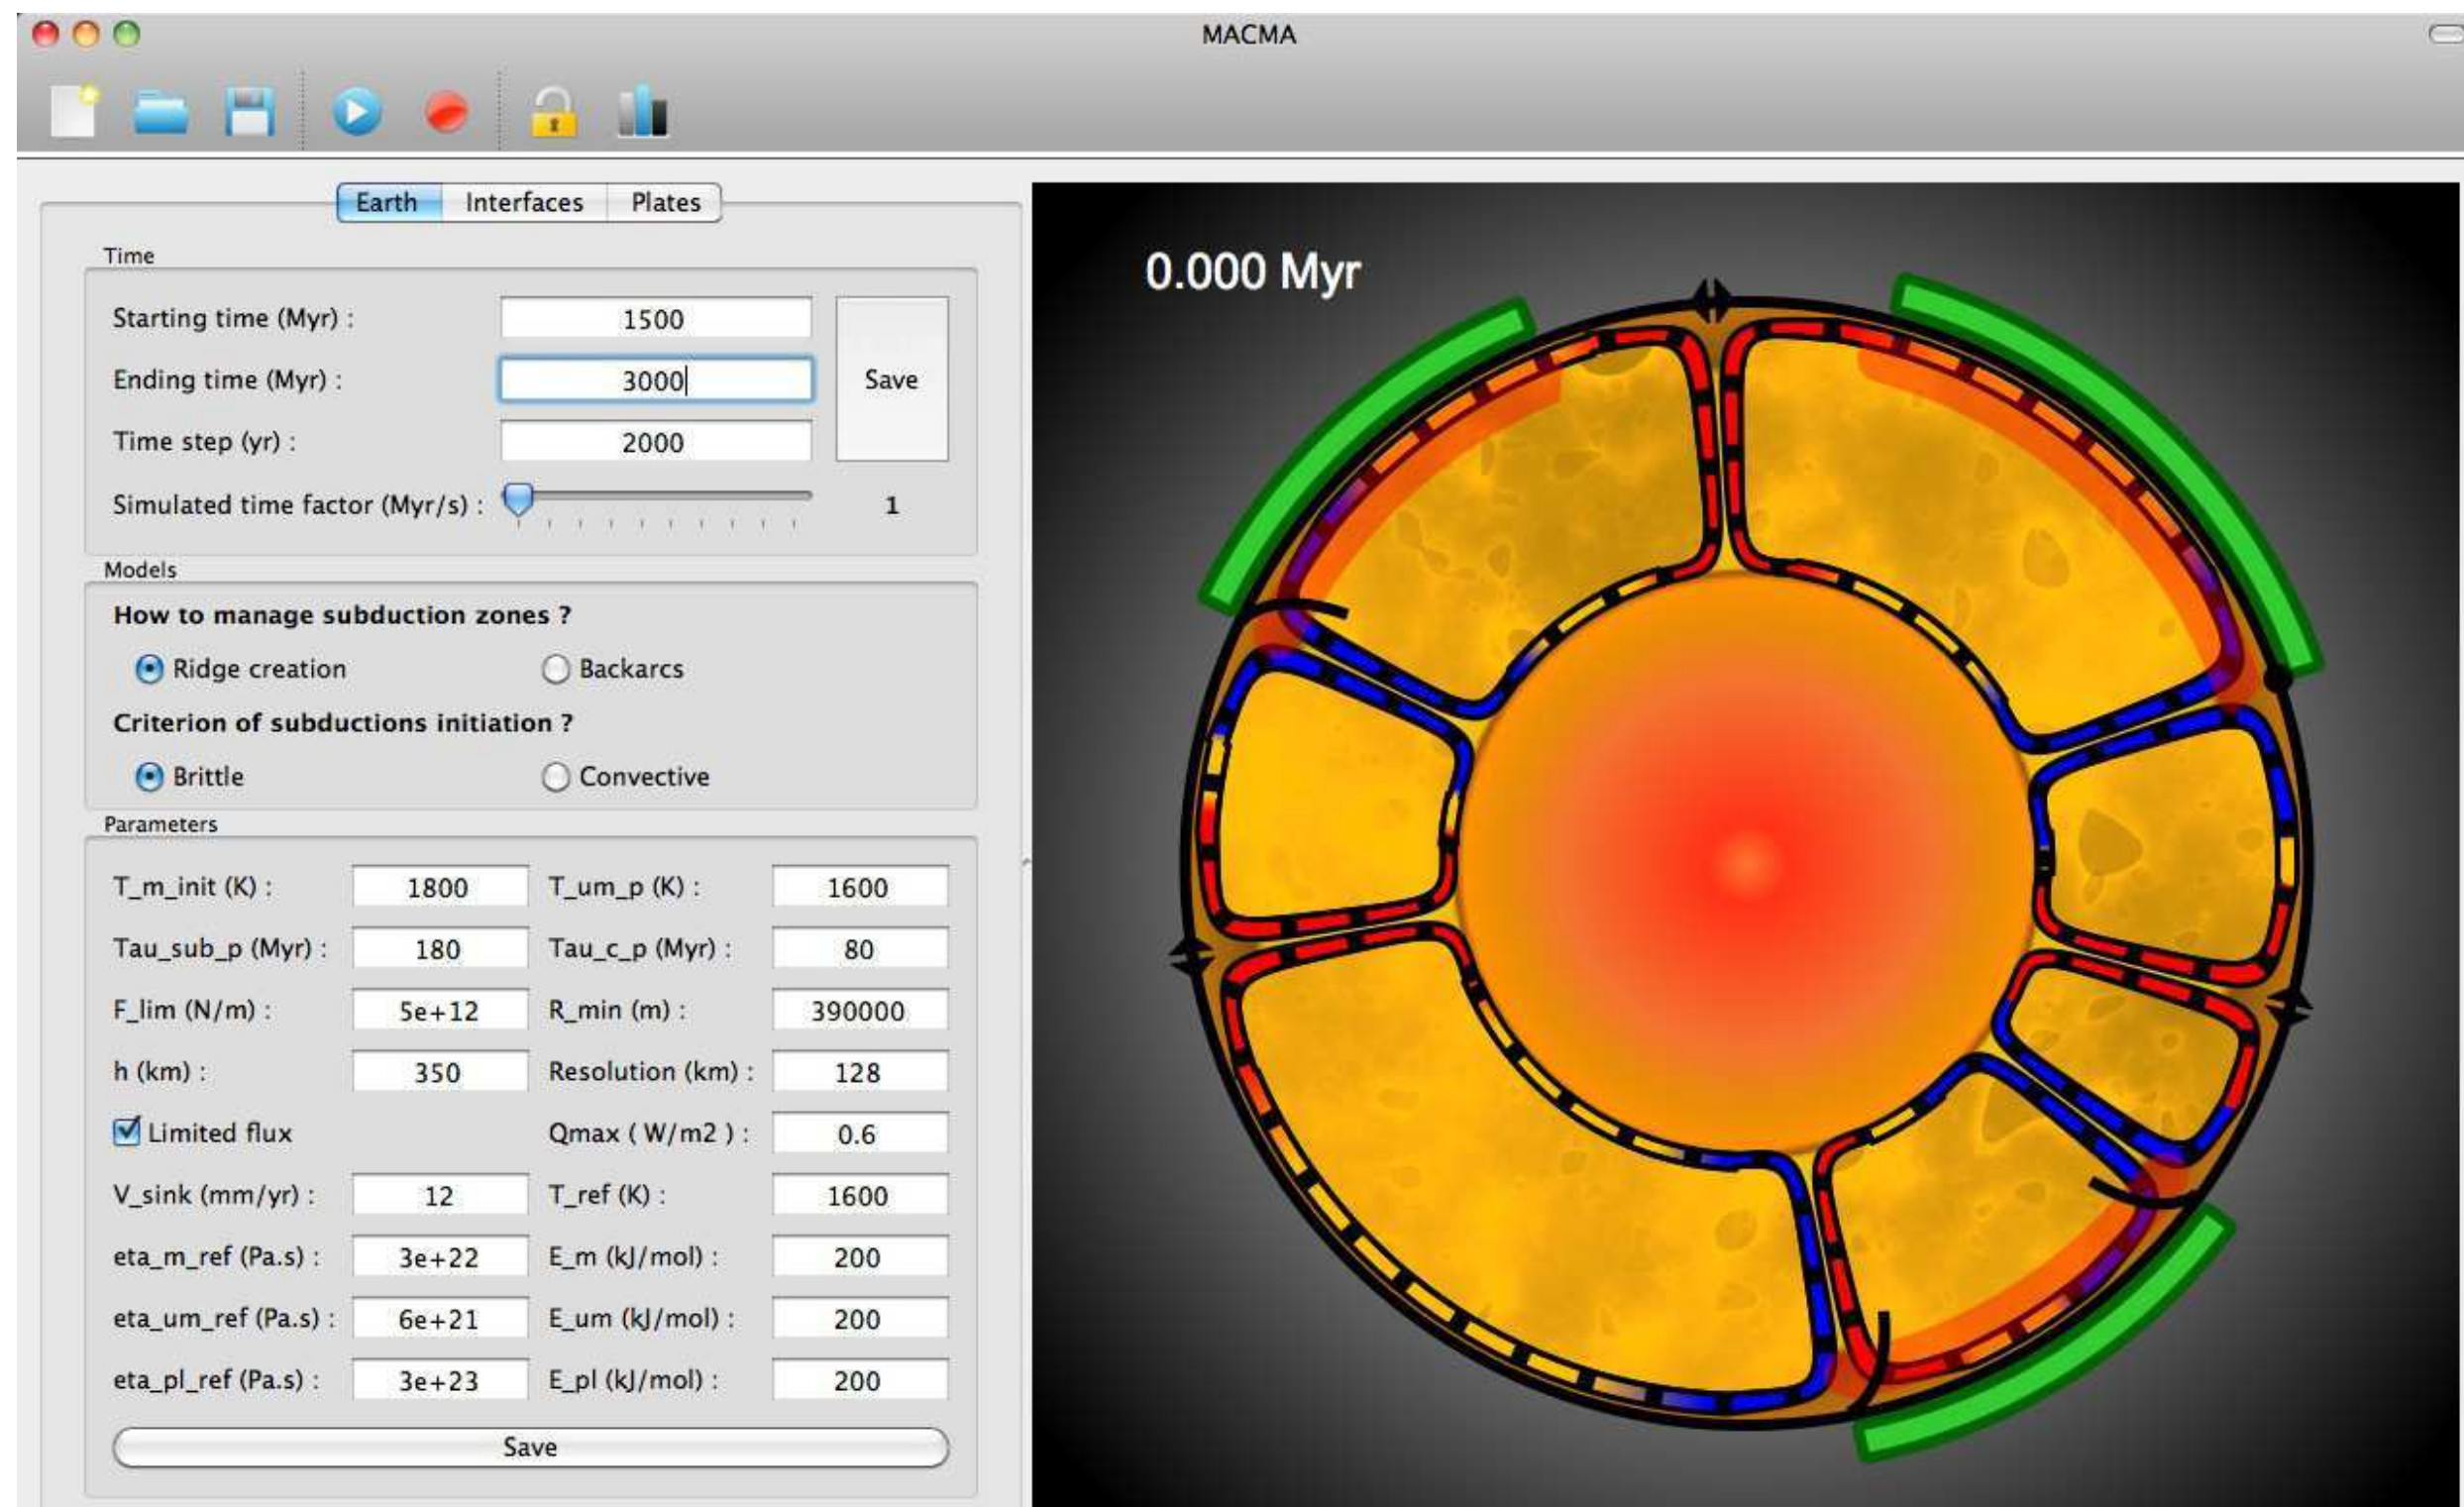 MACMA
Earth Interfaces Plates
Time
Starting time (Myr) : 1500
Ending time (Myr) : 3000 Save
Time step (yr) : 2000
Simulated time factor (Myr/s) : 1
Models
How to manage subduction zones ?
Ridge creation Backarcs
Criterion of subductions initiation ?
Brittle Convective
Parameters
T_m_init (K) : 1800 T_um_p (K) : 1600
Tau_sub_p (Myr) : 180 Tau_c_p (Myr) : 80
F_lim (N/m) : 5e+12 R_min (m) : 390000
h (km) : 350 Resolution (km) : 128
Limited flux Qmax ( W/m2 ) : 0.6
V_sink (mm/yr) : 12 T_ref (K) : 1600
eta_m_ref (Pa.s) : 3e+22 E_m (kJ/mol) : 200
eta_um_ref (Pa.s) : 6e+21 E_um (kJ/mol) : 200
eta_pl_ref (Pa.s) : 3e+23 E_pl (kJ/mol) : 200
Save
0.000 Myr